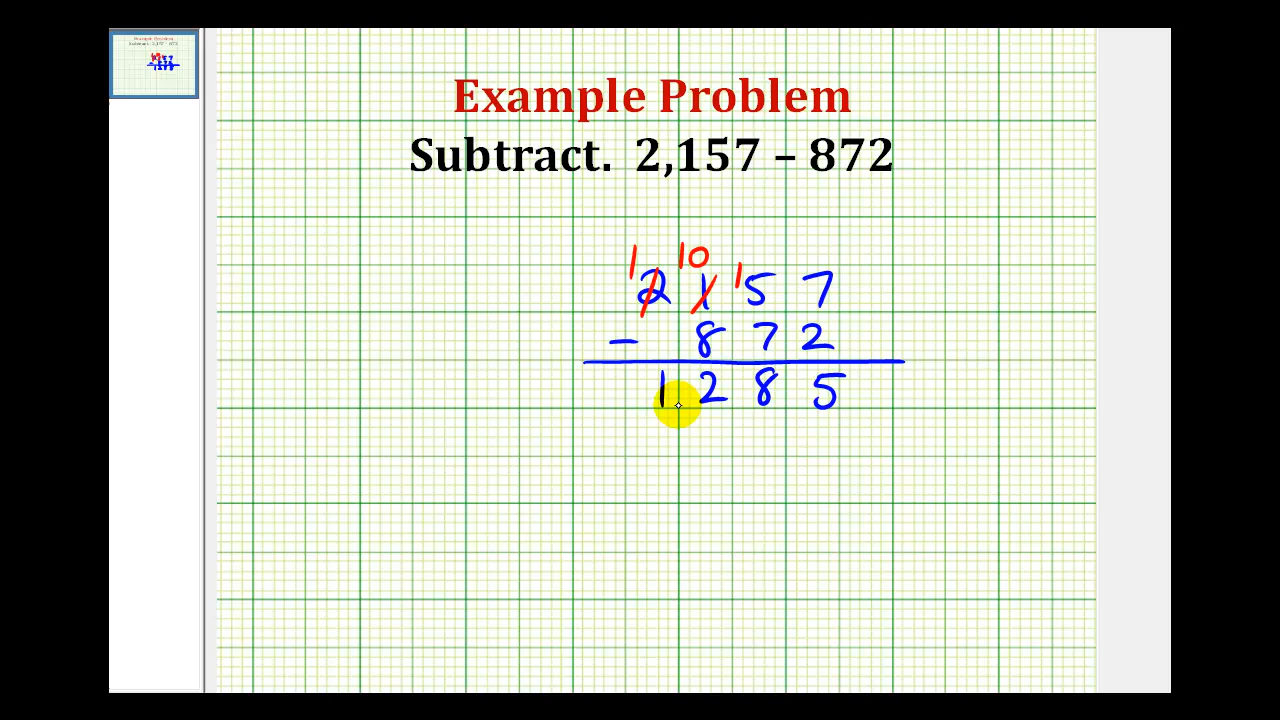 Example Problem
Subtract. 2,157 – 872
1 10 1
2 1 5 7
– 8 7 2
1 2 8 5